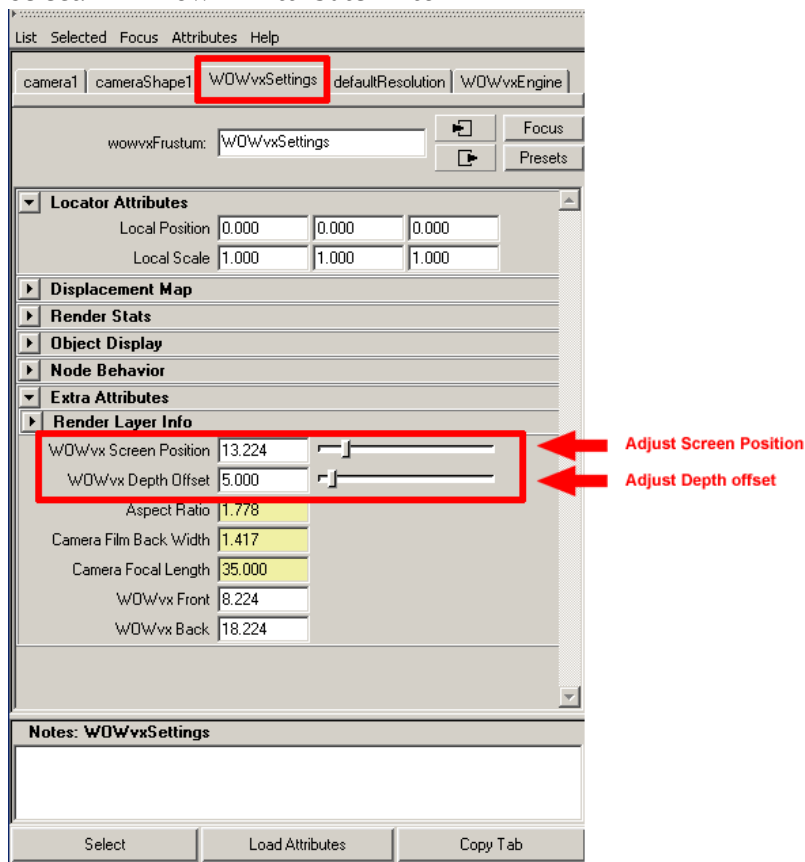 List Selected Focus Attributes Help
camera1 cameraShape1 WOWvxSettings defaultResolution WOWvxEngine
wowvxFrustum: WOWvxSettings Focus
Presets
Locator Attributes
Local Position 0.000 0.000 0.000
Local Scale 1.000 1.000 1.000
Displacement Map
Render Stats
Object Display
Node Behavior
Extra Attributes
Render Layer Info
WOWvx Screen Position 13.224 Adjust Screen Position
WOWvx Depth Offset 5.000 Adjust Depth offset
Aspect Ratio 1.778
Camera Film Back Width 1.417
Camera Focal Length 35.000
WOWvx Front 8.224
WOWvx Back 18.224
Notes: WOWvxSettings
Select Load Attributes Copy Tab